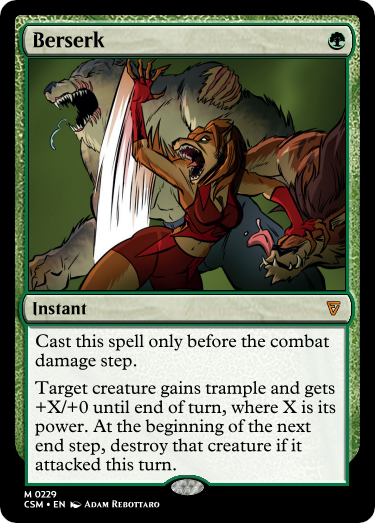 Berserk
Instant
Cast this spell only before the combat
damage step.
Target creature gains trample and gets
+X/+0 until end of turn, where X is its
power. At the beginning of the next
end step, destroy that creature if it
attacked this turn.
M 0229
CSM • EN Adam Rebottaro